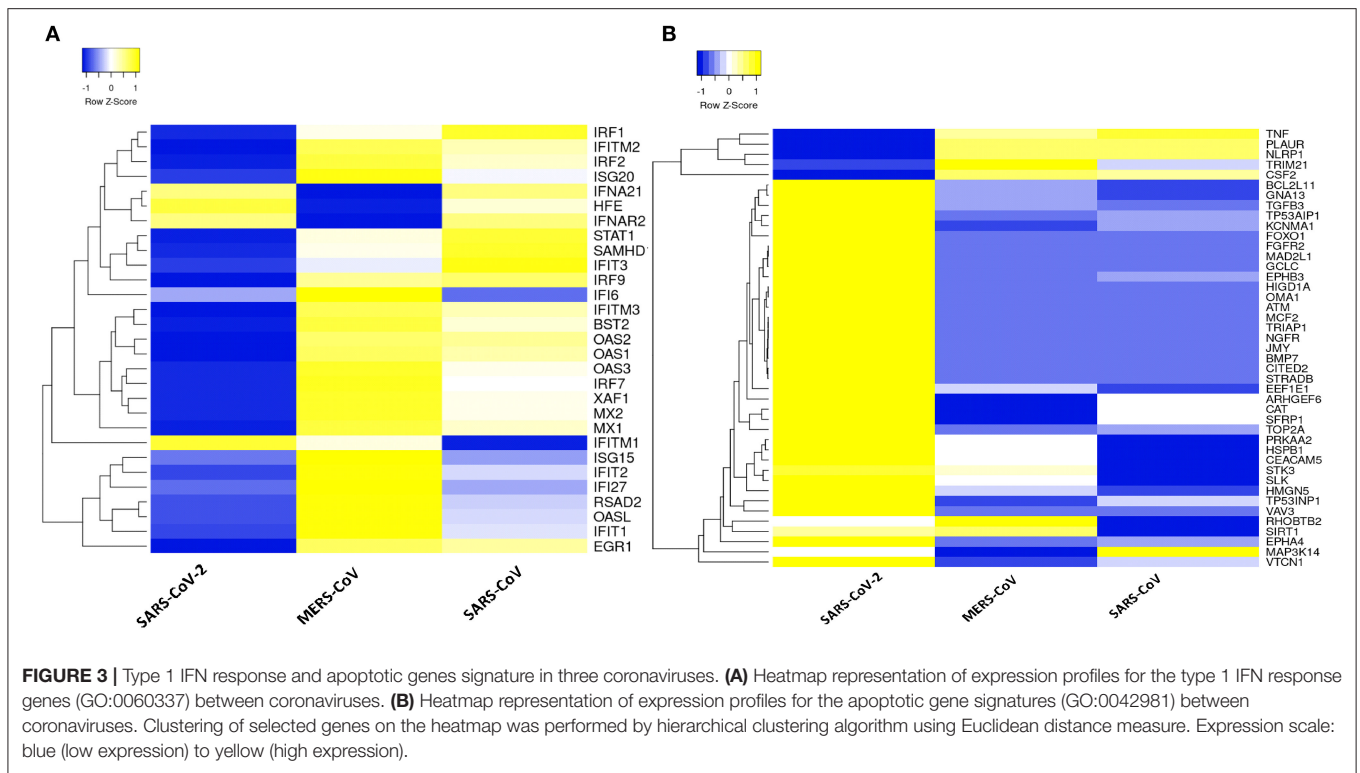 A
-1 0 1
Row Z-Score
IRF1
IFITM2
IRF2
ISG20
IFNA21
HFE
IFNAR2
STAT1
SAMHD1
IFIT3
IRF9
IFI6
IFITM3
BST2
OAS2
OAS1
OAS3
IRF7
XAF1
MX2
MX1
IFITM1
ISG15
IFIT2
IFI27
RSAD2
OASL
IFIT1
EGR1
SARS-CoV-2
MERS-CoV
SARS-CoV
B
-1 0 1
Row Z-Score
TNF
PLAUR
NLRP1
TRIM21
CSF2
BCL2L11
GNA13
TGFB3
TP53AIP1
KCNMA1
FOXO1
FGFR2
MAD2L1
GCLC
EPHB3
HIGD1A
OMA1
ATM
MCF2
TRIAP1
NGFR
JMY
BMP7
CITED2
STRADB
EEF1E1
ARHGEF6
CAT
SFRP1
TOP2A
PRKAA2
HSPB1
CEACAM5
STK3
SLK
HMGN5
TP53INP1
VAV3
RHOBTB2
SIRT1
EPHA4
MAP3K14
VTCN1
SARS-CoV-2
MERS-CoV
SARS-CoV
FIGURE 3 | Type 1 IFN response and apoptotic genes signature in three coronaviruses. (A) Heatmap representation of expression profiles for the type 1 IFN response
genes (GO:0060337) between coronaviruses. (B) Heatmap representation of expression profiles for the apoptotic gene signatures (GO:0042981) between
coronaviruses. Clustering of selected genes on the heatmap was performed by hierarchical clustering algorithm using Euclidean distance measure. Expression scale:
blue (low expression) to yellow (high expression).